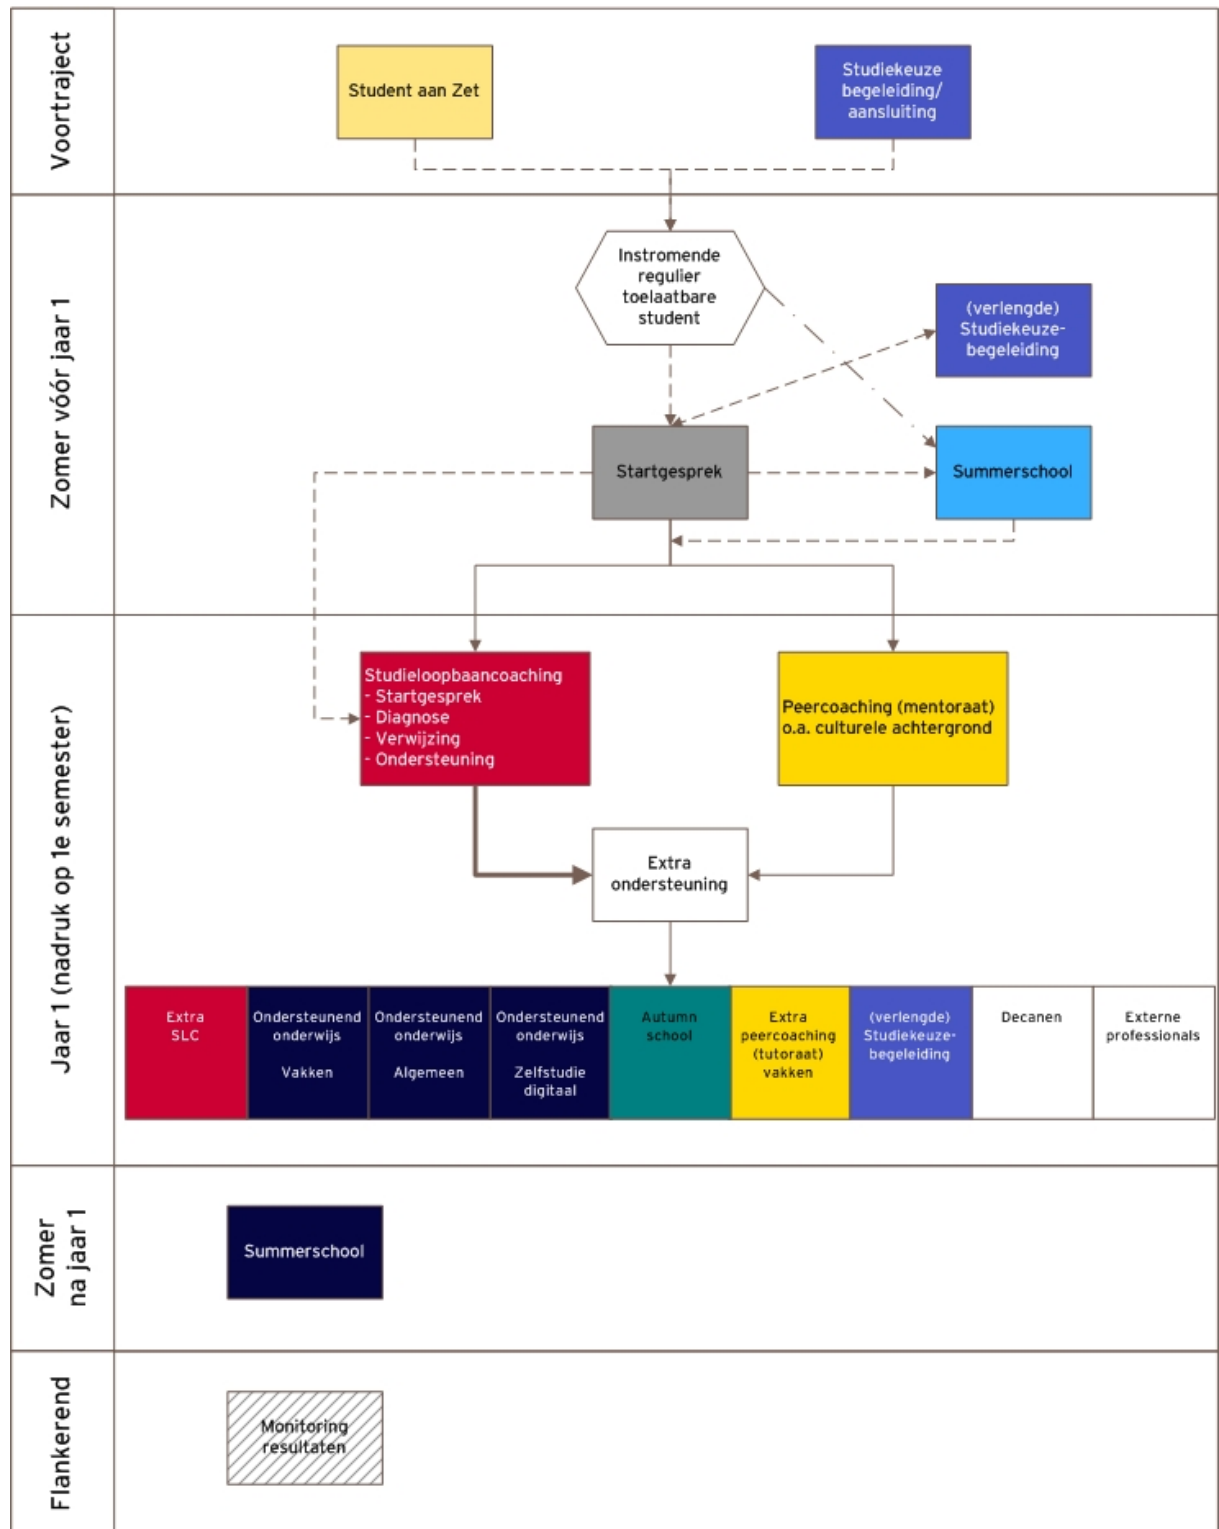 Voortraject
Student aan Zet
Studiekeuze
begeleiding/
aansluiting
Zomer vóór jaar 1
Instromende
regulier
toelaatbare
student
(verlengde)
Studiekeuze-
begeleiding
Startgesprek
Summerschool
Jaar 1 (nadruk op 1e semester)
Studieloopbaancoaching
- Startgesprek
- Diagnose
- Verwijzing
- Ondersteuning
Peercoaching (mentoraat)
o.a. culturele achtergrond
Extra
ondersteuning
Extra
SLC
Ondersteunend
onderwijs
Vakken
Ondersteunend
onderwijs
Algemeen
Ondersteunend
onderwijs
Zelfstudie
digitaal
Autumn
school
Extra
peercoaching
(tutoraat)
vakken
(verlengde)
Studiekeuze-
begeleiding
Decanen
Externe
professionals
Zomer
na jaar 1
Summerschool
Flankerend
Monitoring
resultaten